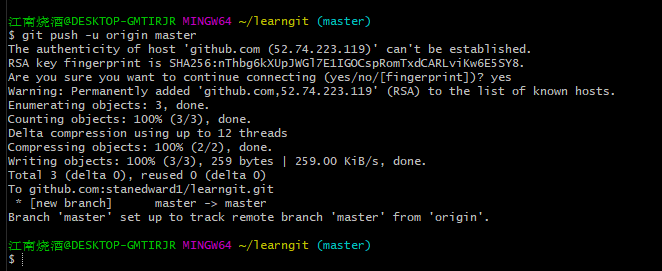 江南烧酒@DESKTOP-GMTIRJR MINGW64 ~/learngit (master)
$ git push -u origin master
The authenticity of host 'github.com (52.74.223.119)' can't be established.
RSA key fingerprint is SHA256:nThbg6kXUpJWGl7E1IGOCspRomTxdCARLviKw6E5SY8.
Are you sure you want to continue connecting (yes/no/[fingerprint])? yes
Warning: Permanently added 'github.com,52.74.223.119' (RSA) to the list of known hosts.
Enumerating objects: 3, done.
Counting objects: 100% (3/3), done.
Delta compression using up to 12 threads
Compressing objects: 100% (2/2), done.
Writing objects: 100% (3/3), 259 bytes | 259.00 KiB/s, done.
Total 3 (delta 0), reused 0 (delta 0)
To github.com:stanedward1/learngit.git
 * [new branch]      master -> master
Branch 'master' set up to track remote branch 'master' from 'origin'.
江南烧酒@DESKTOP-GMTIRJR MINGW64 ~/learngit (master)
$